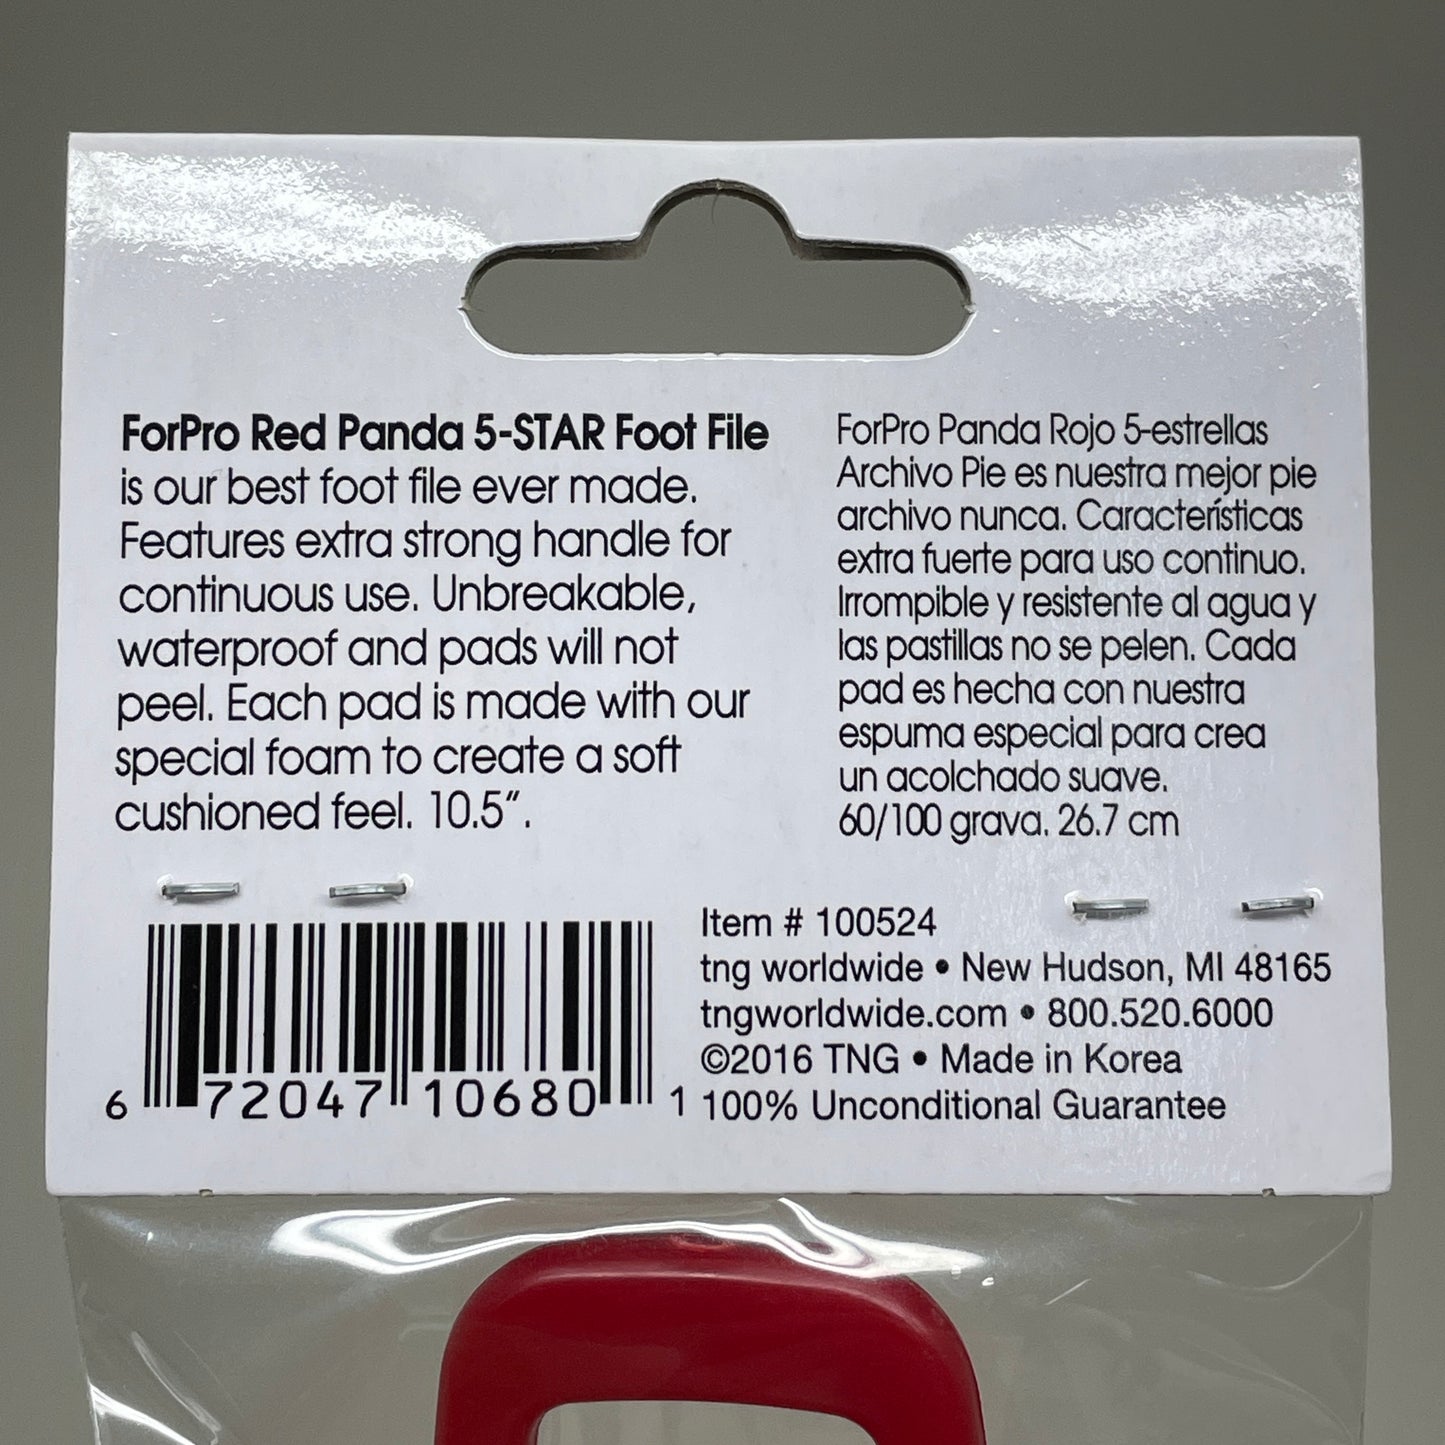 ForPro Red Panda 5-STAR Foot File
is our best foot file ever made.
Features extra strong handle for
continuous use. Unbreakable,
waterproof and pads will not
peel. Each pad is made with our
special foam to create a soft
cushioned feel. 10.5”.
ForPro Panda Rojo 5-estrellas
Archivo Pie es nuestra mejor pie
archivo nunca. Características
extra fuerte para uso continuo.
Irrompible y resistente al agua y
las pastillas no se pelen. Cada
pad es hecha con nuestra
espuma especial para crea
un acolchado suave.
60/100 grava. 26.7 cm
6 72047 10680 1
Item # 100524
tng worldwide • New Hudson, MI 48165
tngworldwide.com • 800.520.6000
©2016 TNG • Made in Korea
100% Unconditional Guarantee